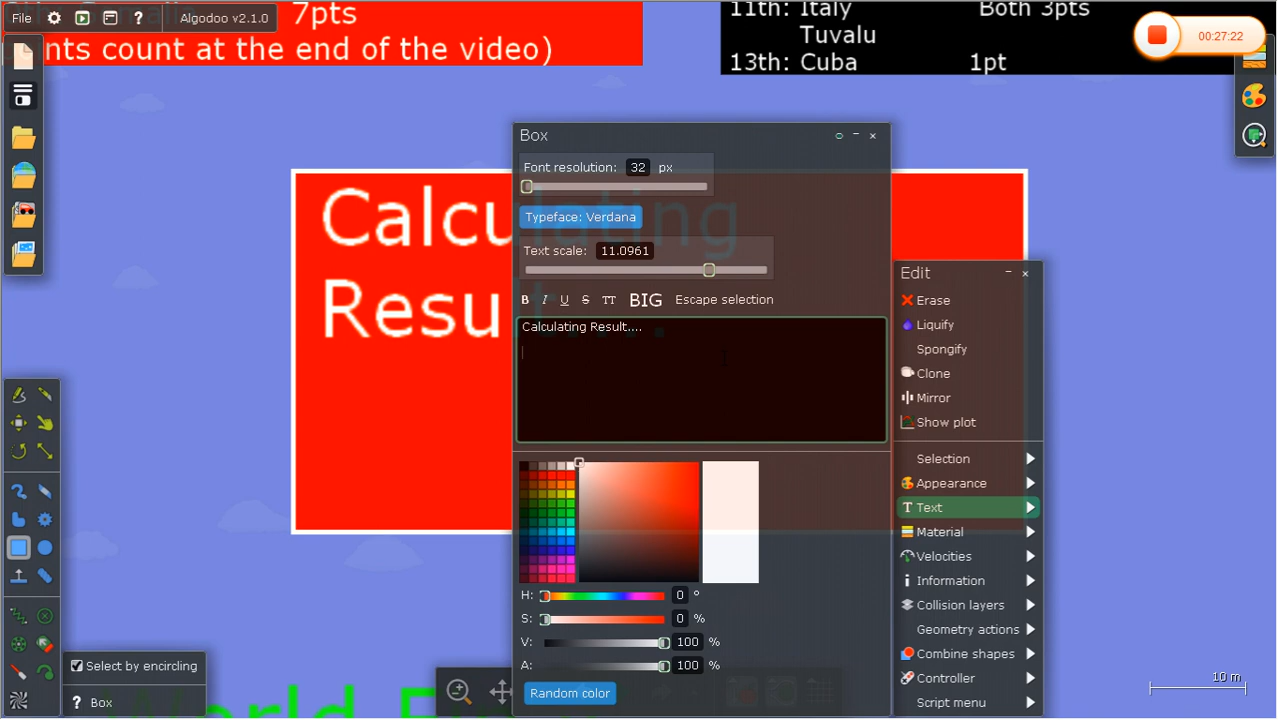 File
?
Algodoo v2.1.0
7pts
nts count at the end of the video)
11th: Italy Both 3pts
Tuvalu
13th: Cuba 1pt
00:27:22
Box
Font resolution: 32 px
Typeface: Verdana
Text scale: 11.0961
B I U S TT BIG Escape selection
Calculating Result....
Calculating
Result....
Edit
Erase
Liquify
Spongify
Clone
Mirror
Show plot
Selection
Appearance
T Text
Material
Velocities
Information
Collision layers
Geometry actions
Combine shapes
Controller
Script menu
H: 0 °
S: 0 %
V: 100 %
A: 100 %
Random color
Select by encircling
? Box
10 m